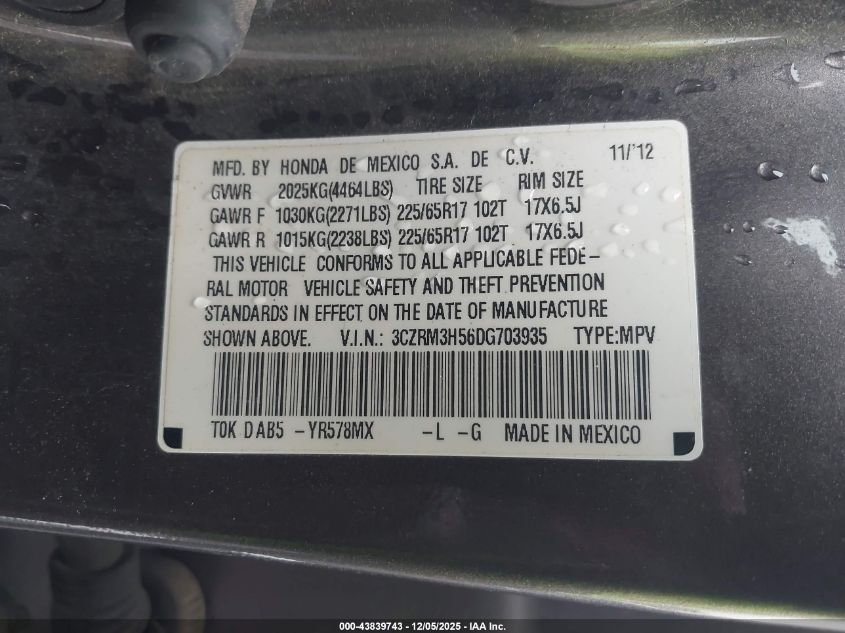 MFD. BY HONDA DE MEXICO S.A. DE C.V. 11/'12
GVWR 2025KG(4464LBS) TIRE SIZE RIM SIZE
GAWR F 1030KG(2271LBS) 225/65R17 102T 17X6.5J
GAWR R 1015KG(2238LBS) 225/65R17 102T 17X6.5J
THIS VEHICLE CONFORMS TO ALL APPLICABLE FEDE-
RAL MOTOR VEHICLE SAFETY AND THEFT PREVENTION
STANDARDS IN EFFECT ON THE DATE OF MANUFACTURE
SHOWN ABOVE. V.I.N.: 3CZRM3H56DG703935 TYPE:MPV
T0K D AB5 -YR578MX -L -G MADE IN MEXICO
000-43839743 - 12/05/2025 - IAA Inc.